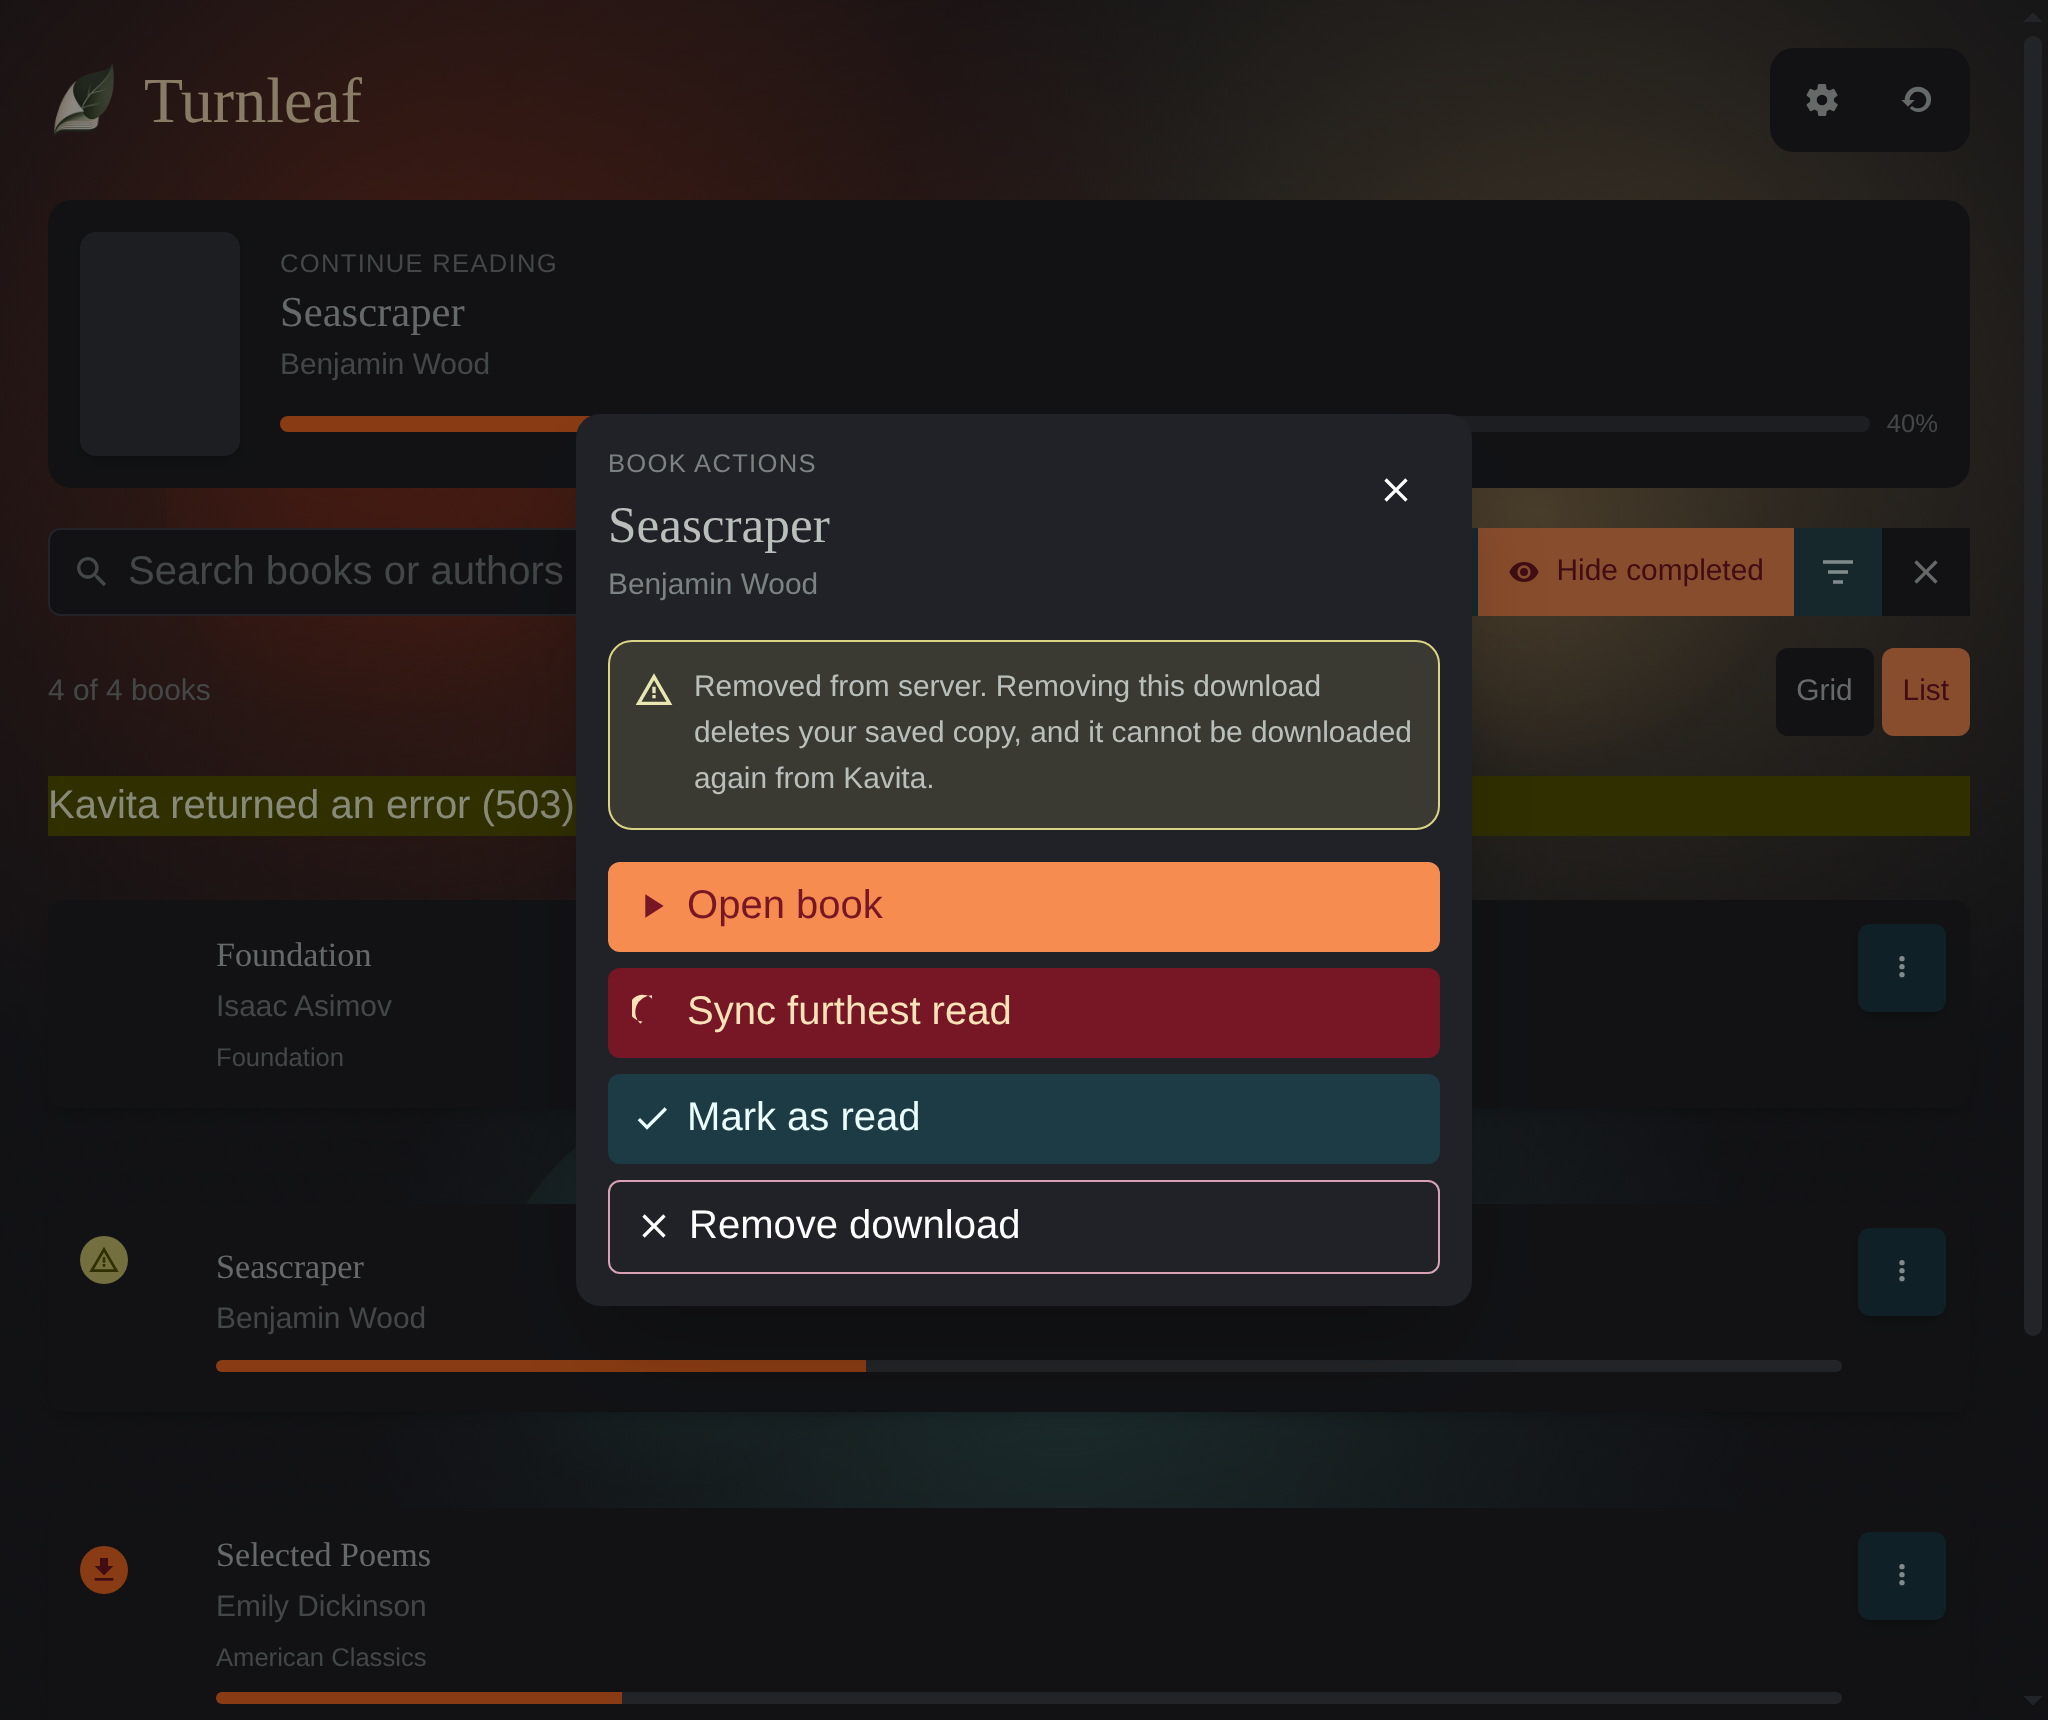 Turnleaf
CONTINUE READING
Seascraper
Benjamin Wood
40%
BOOK ACTIONS
Seascraper
Benjamin Wood
Search books or authors
Hide completed
4 of 4 books
Grid
List
Removed from server. Removing this download
deletes your saved copy, and it cannot be downloaded
again from Kavita.
Kavita returned an error (503)
Open book
Sync furthest read
Mark as read
Remove download
Foundation
Isaac Asimov
Foundation
Seascraper
Benjamin Wood
Selected Poems
Emily Dickinson
American Classics